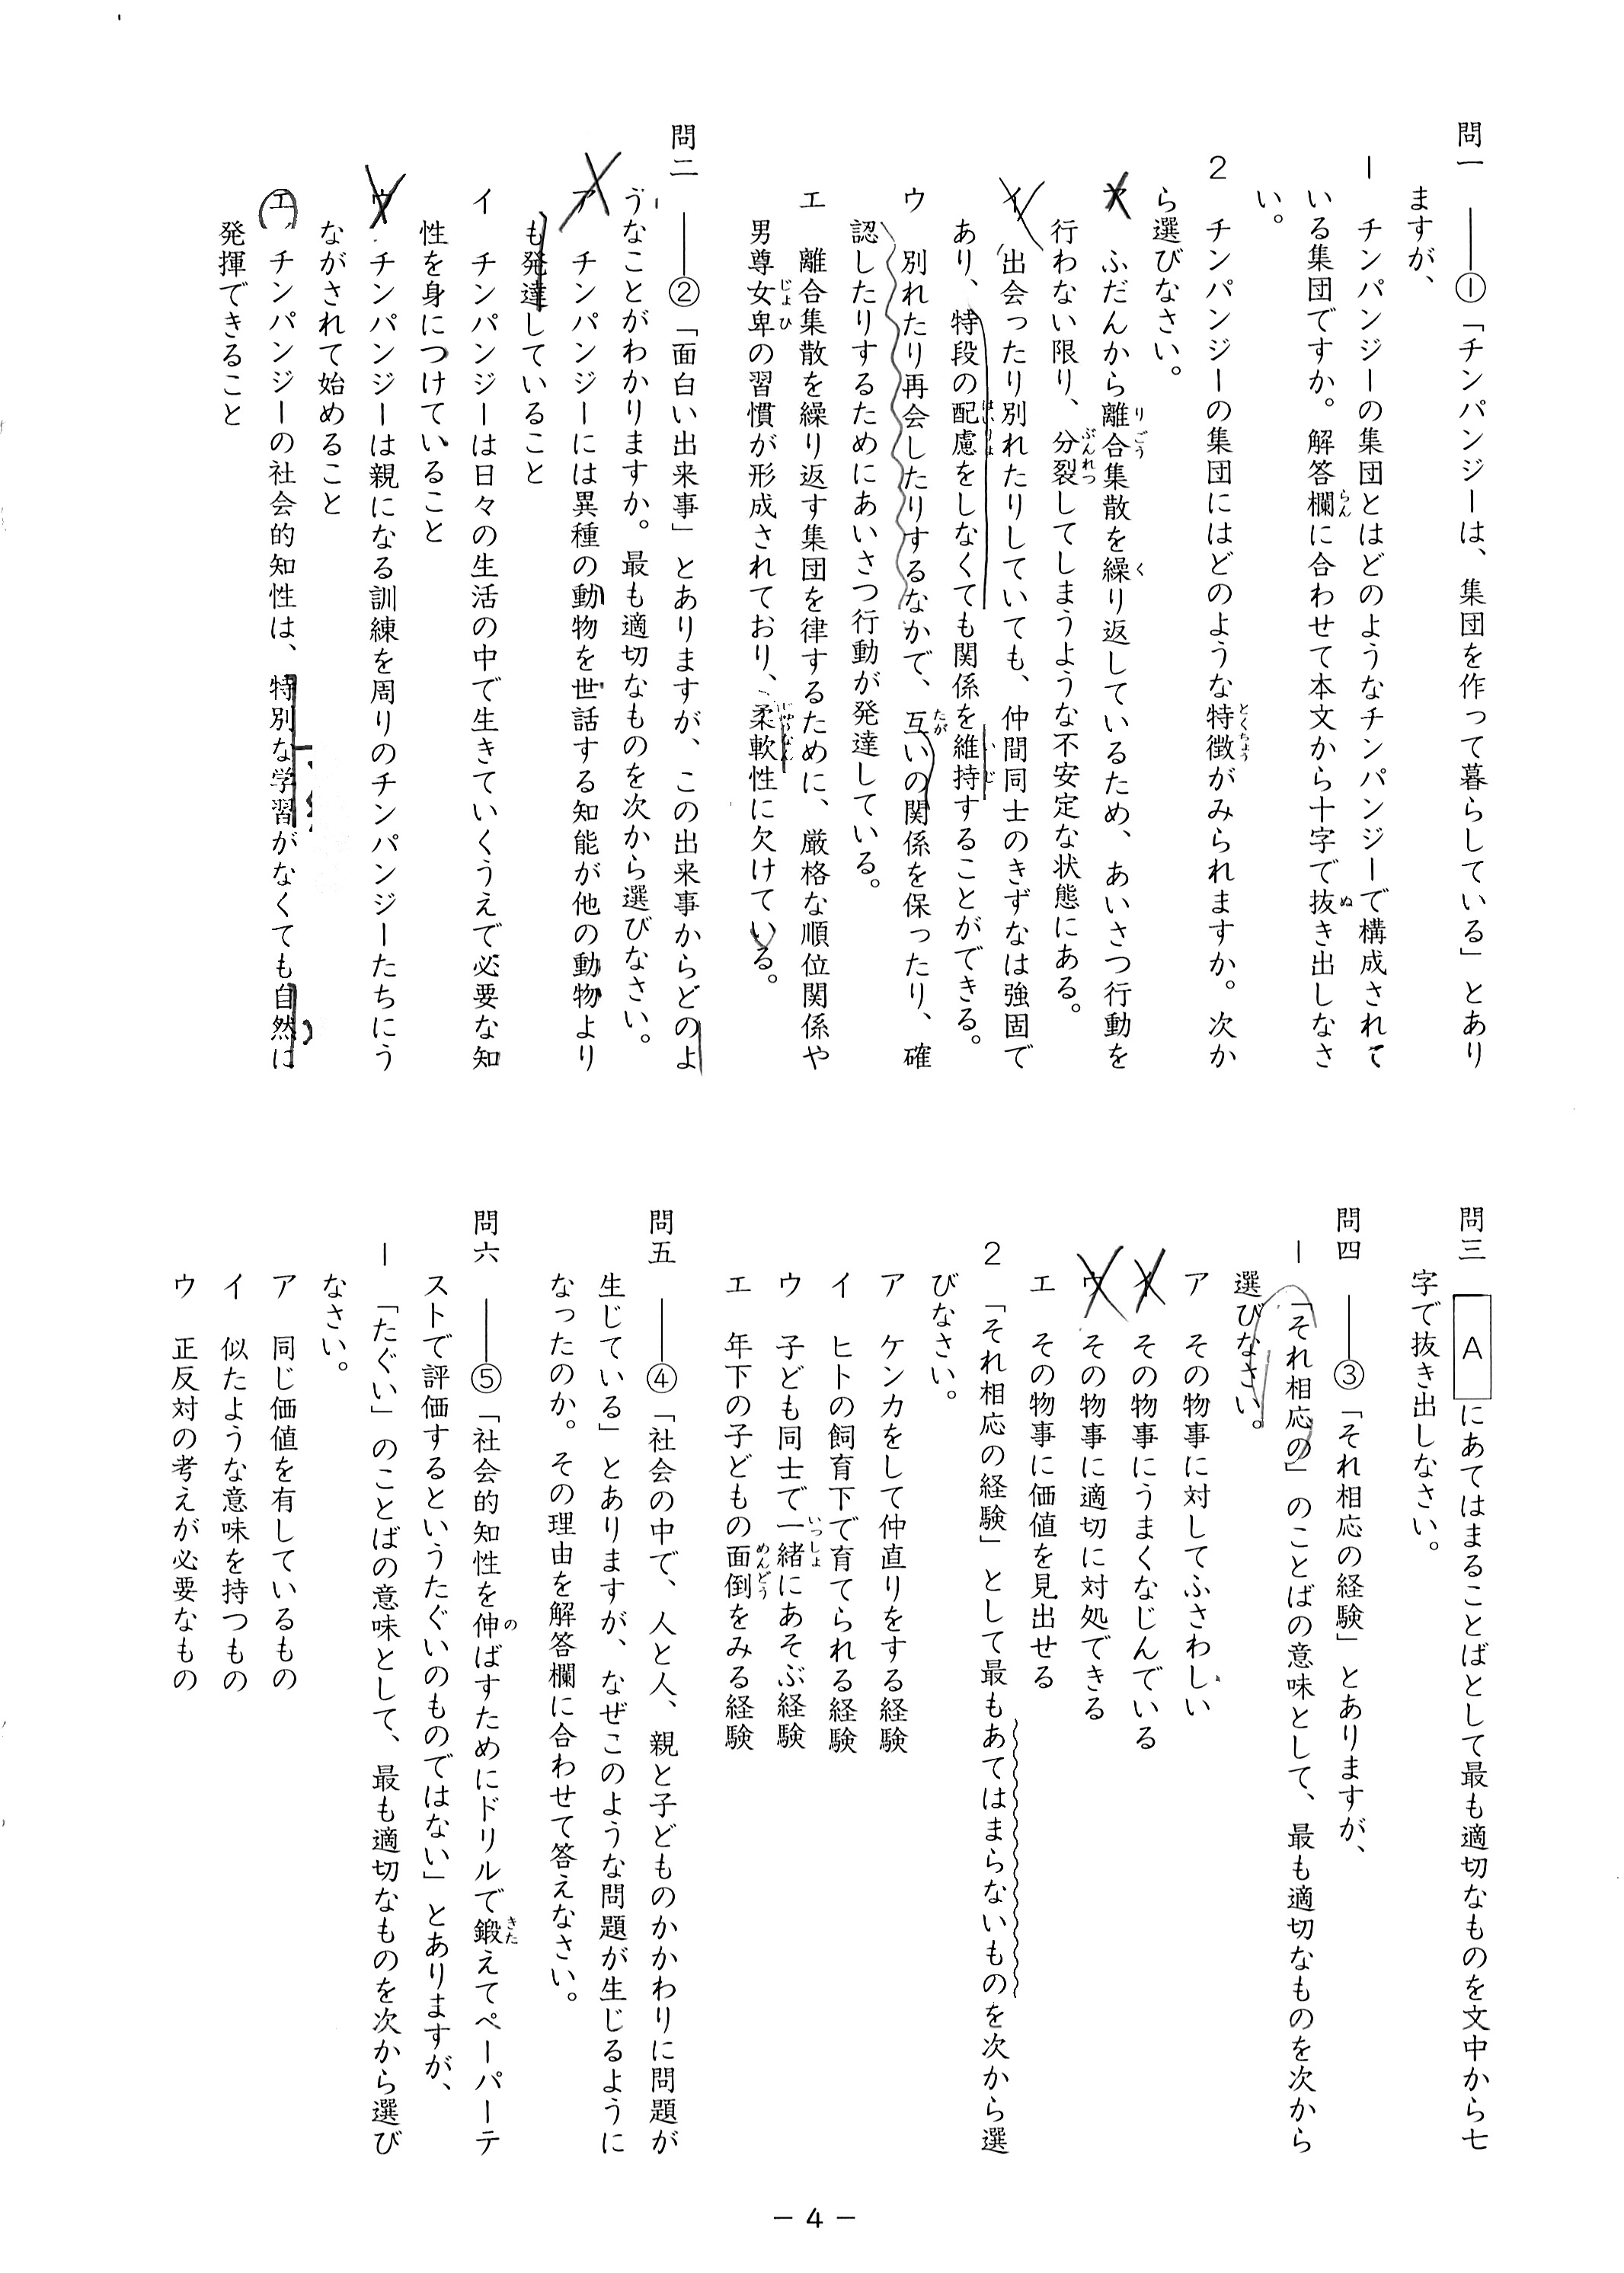 問一 ――①「チンパンジーは、集団を作って暮らしている」とあり
ますが、
1 チンパンジーの集団とはどのようなチンパンジーで構成されて
いる集団ですか。解答欄に合わせて本文から十字で抜き出しなさ
い。
2 チンパンジーの集団にはどのような特徴がみられますか。次か
ら選びなさい。
ア ふだんから離合集散を繰り返しているため、あいさつ行動を
行わない限り、分裂してしまうような不安定な状態にある。
イ 出会ったり別れたりしていても、仲間同士のきずなは強固で
あり、特段の配慮をしなくても関係を維持することができる。
ウ 別れたり再会したりするなかで、互いの関係を保ったり、確
認したりするためにあいさつ行動が発達している。
エ 離合集散を繰り返す集団を律するために、厳格な順位関係や
男尊女卑の習慣が形成されており、柔軟性に欠けている。
問二 ――②「面白い出来事」とありますが、この出来事からどのよ
うなことがわかりますか。最も適切なものを次から選びなさい。
ア チンパンジーには異種の動物を世話する知能が他の動物より
も発達していること
イ チンパンジーは日々の生活の中で生きていくうえで必要な知
性を身につけていること
ウ チンパンジーは親になる訓練を周りのチンパンジーたちにう
ながされて始めること
エ チンパンジーの社会的知性は、特別な学習がなくても自然に
発揮できること
問三 A にあてはまることばとして最も適切なものを文中から七
字で抜き出しなさい。
問四 ――③「それ相応の経験」とありますが、
1 「それ相応の」のことばの意味として、最も適切なものを次から
選びなさい。
ア その物事に対してふさわしい
イ その物事にうまくなじんでいる
ウ その物事に適切に対処できる
エ その物事に価値を見出せる
2 「それ相応の経験」として最もあてはまらないものを次から選
びなさい。
ア ケンカをして仲直りをする経験
イ ヒトの飼育下で育てられる経験
ウ 子ども同士で一緒にあそぶ経験
エ 年下の子どもの面倒をみる経験
問五 ――④「社会の中で、人と人、親と子どものかかわりに問題が
生じている」とありますが、なぜこのような問題が生じるように
なったのか。その理由を解答欄に合わせて答えなさい。
問六 ――⑤「社会的知性を伸ばすためにドリルで鍛えてペーパーテ
ストで評価するというたぐいのものではない」とありますが、
1 「たぐい」のことばの意味として、最も適切なものを次から選び
なさい。
ア 同じ価値を有しているもの
イ 似たような意味を持つもの
ウ 正反対の考えが必要なもの
― 4 ―